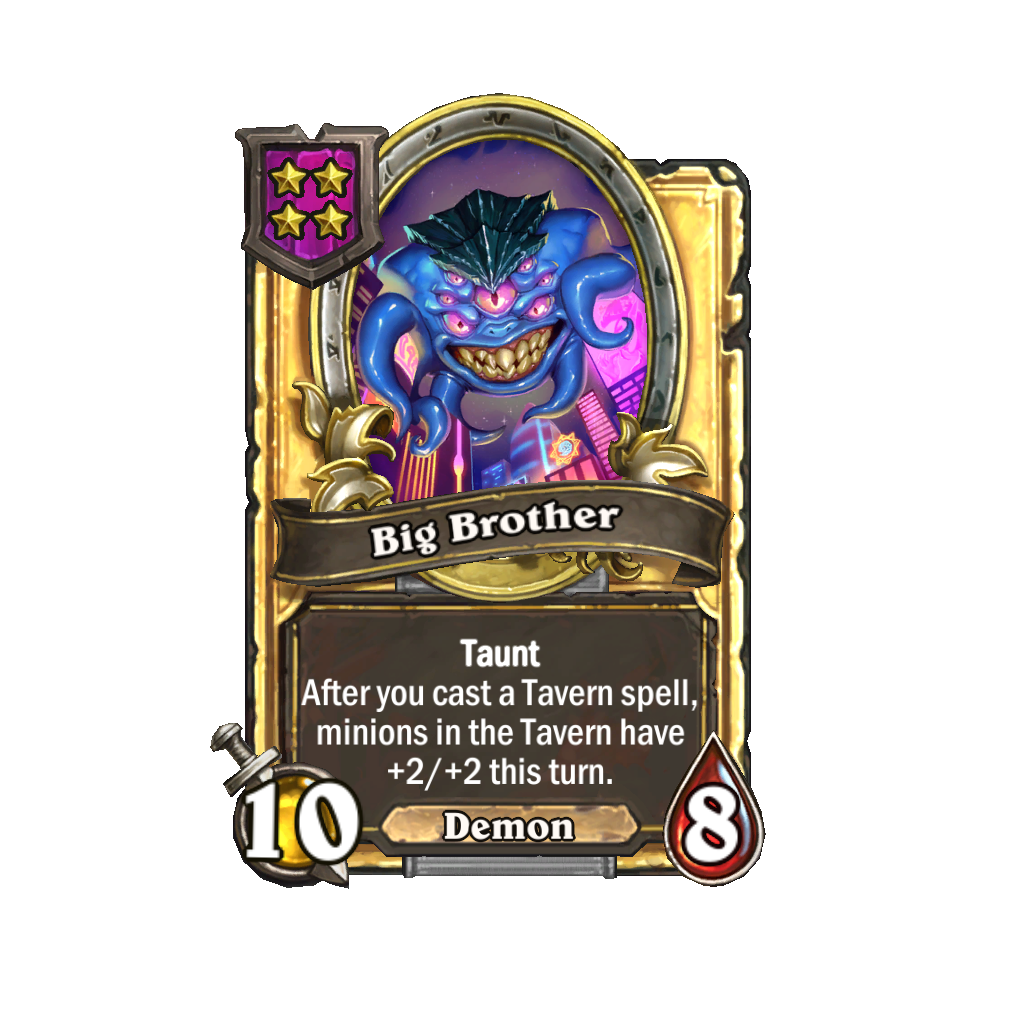 Big Brother
Taunt
After you cast a Tavern spell,
minions in the Tavern have
+2/+2 this turn.
10
Demon
8